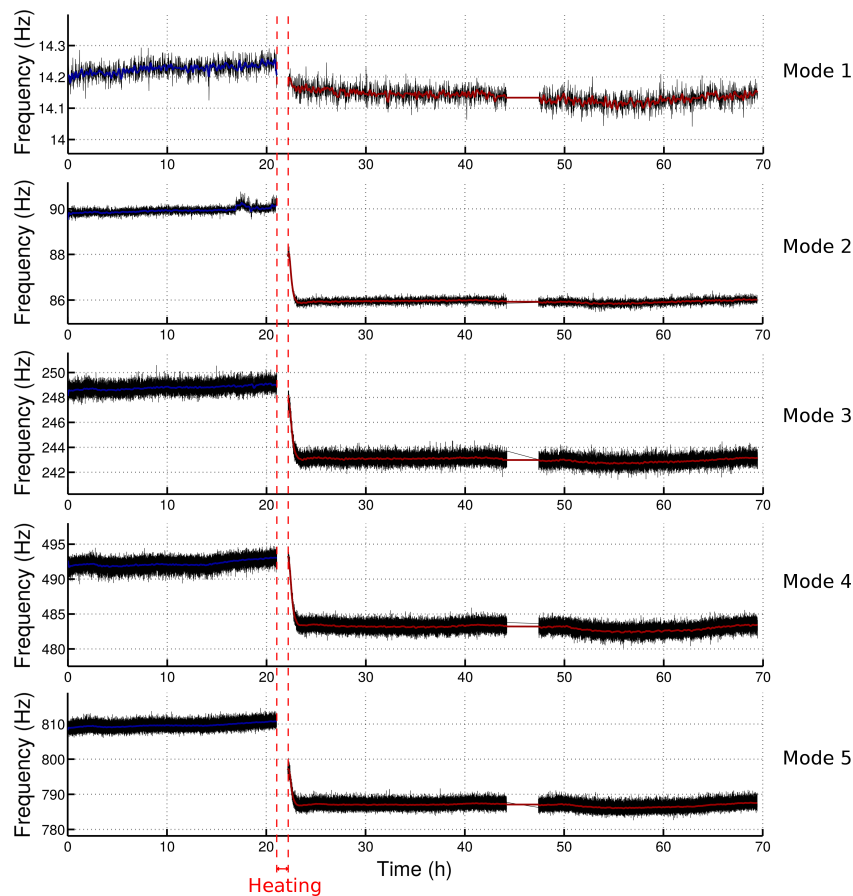 Frequency (Hz)
14.3
14.2
14.1
14
0 10 20 30 40 50 60 70
Mode 1
Frequency (Hz)
90
88
86
0 10 20 30 40 50 60 70
Mode 2
Frequency (Hz)
250
248
246
244
242
0 10 20 30 40 50 60 70
Mode 3
Frequency (Hz)
495
490
485
480
0 10 20 30 40 50 60 70
Mode 4
Frequency (Hz)
810
800
790
780
0 10 20 30 40 50 60 70
Mode 5
Time (h)
Heating